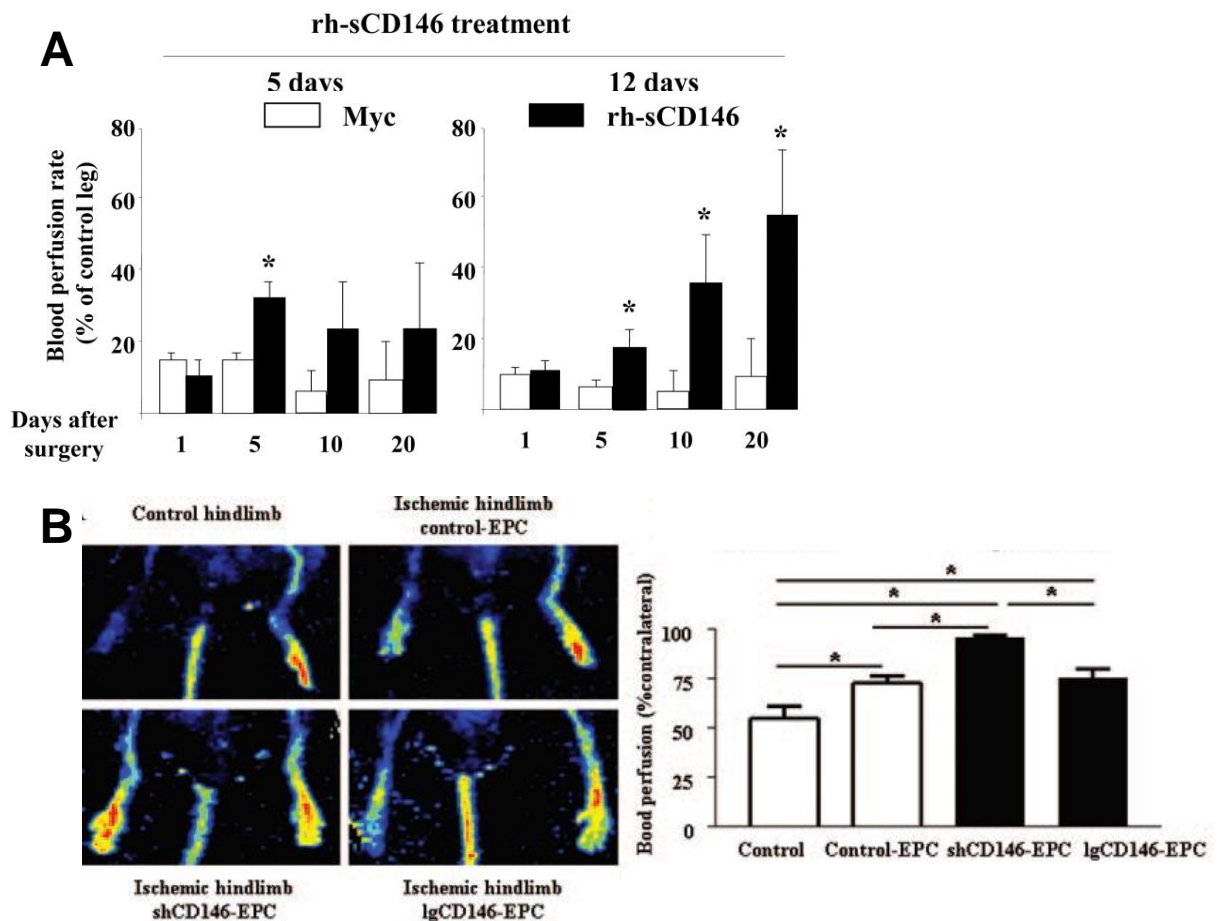 A
rh-sCD146 treatment
5 days 12 days
Myc rh-sCD146
Blood perfusion rate
(% of control leg)
80 80
60 60
40 40
20 20
* * * *
Days after
surgery
1 5 10 20 1 5 10 20
B
Control hindlimb
Ischemic hindlimb
control-EPC
Ischemic hindlimb
shCD146-EPC
Ischemic hindlimb
lgCD146-EPC
Bood perfusion (%contralateral)
100
75
50
25
0
*
* *
*
*
Control Control-EPC shCD146-EPC lgCD146-EPC